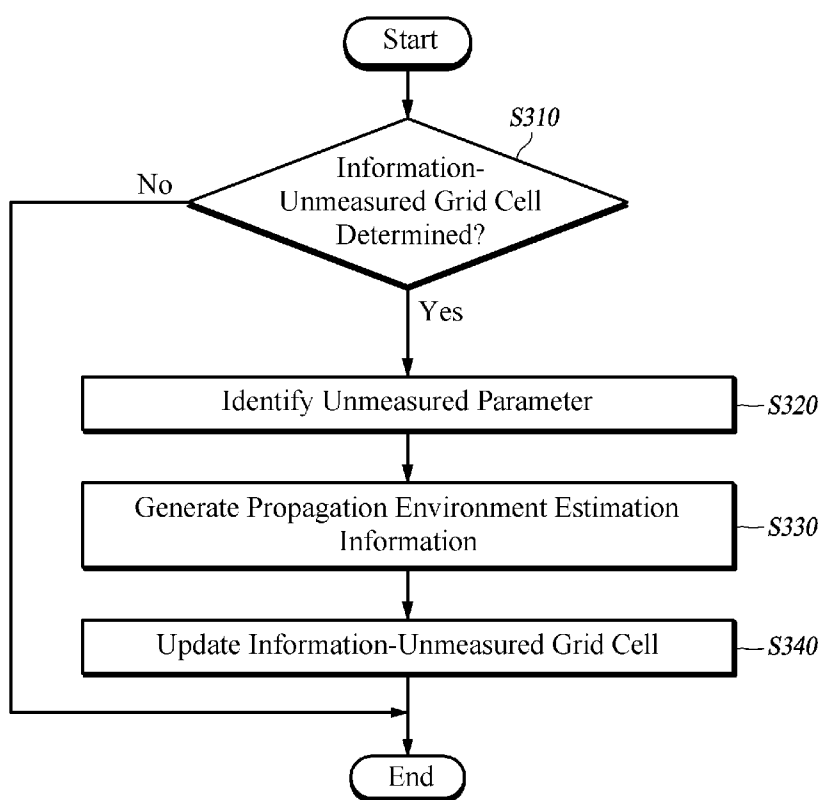 Start
S310
Information-
Unmeasured Grid Cell
Determined?
No
Yes
Identify Unmeasured Parameter
S320
Generate Propagation Environment Estimation
Information
S330
Update Information-Unmeasured Grid Cell
S340
End